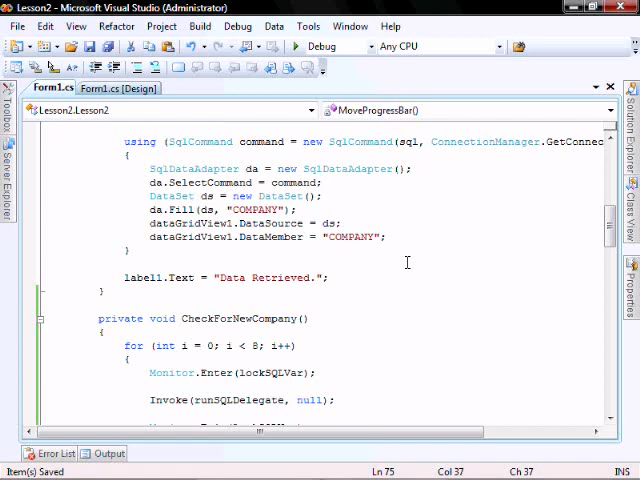 Lesson2 - Microsoft Visual Studio (Administrator)
File Edit View Refactor Project Build Debug Data Tools Window Help
Debug Any CPU
Form1.cs Form1.cs [Design]
Lesson2.Lesson2 MoveProgressBar()
using (SqlCommand command = new SqlCommand(sql, ConnectionManager.GetConnec
{
SqlDataAdapter da = new SqlDataAdapter();
da.SelectCommand = command;
DataSet ds = new DataSet();
da.Fill(ds, "COMPANY");
dataGridView1.DataSource = ds;
dataGridView1.DataMember = "COMPANY";
}
label1.Text = "Data Retrieved.";
}
private void CheckForNewCompany()
{
for (int i = 0; i < 8; i++)
{
Monitor.Enter(lockSQLVar);
Invoke(runSQLDelegate, null);
Toolbox
Server Explorer
Solution Explorer
Class View
Properties
Error List Output
Item(s) Saved Ln 75 Col 37 Ch 37 INS